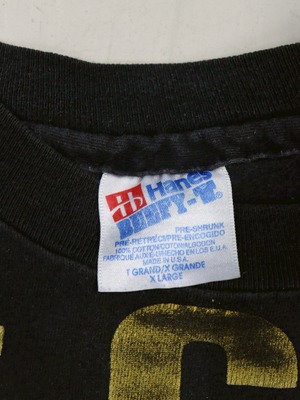 Hanes
BEEFY-T®
PRE-SHRUNK
PRE-RETRECI/PRE-ENCOGIDO
100% COTTON/COTON/ALGODON
FABRIQUE AUX/HECHO EN LOS E.U.A.
MADE IN U.S.A.
T GRAND/X GRANDE
X LARGE